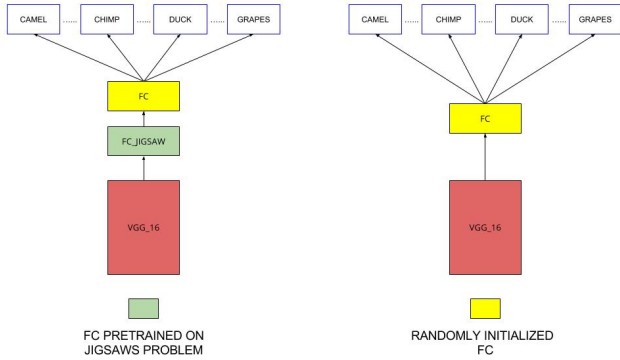 CAMEL ...... CHIMP ...... DUCK ...... GRAPES
FC
FC_JIGSAW
VGG_16
FC PRETRAINED ON
JIGSAWS PROBLEM
CAMEL ...... CHIMP ...... DUCK ...... GRAPES
FC
VGG_16
RANDOMLY INITIALIZED
FC